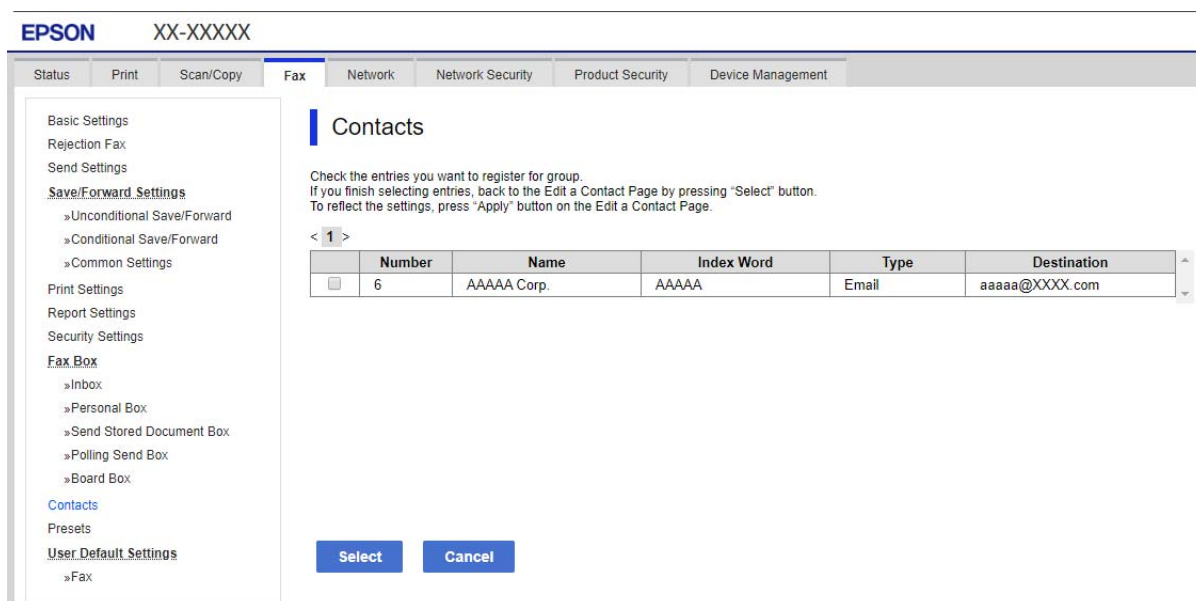 EPSON XX-XXXXX
Status Print Scan/Copy Fax Network Network Security Product Security Device Management
Basic Settings
Rejection Fax
Send Settings
Save/Forward Settings
»Unconditional Save/Forward
»Conditional Save/Forward
»Common Settings
Print Settings
Report Settings
Security Settings
Fax Box
»Inbox
»Personal Box
»Send Stored Document Box
»Polling Send Box
»Board Box
Contacts
Presets
User Default Settings
»Fax
Contacts
Check the entries you want to register for group.
If you finish selecting entries, back to the Edit a Contact Page by pressing “Select” button.
To reflect the settings, press “Apply” button on the Edit a Contact Page.
< 1 >
Number Name Index Word Type Destination
6 AAAAA Corp. AAAAA Email aaaaa@XXXX.com
Select Cancel